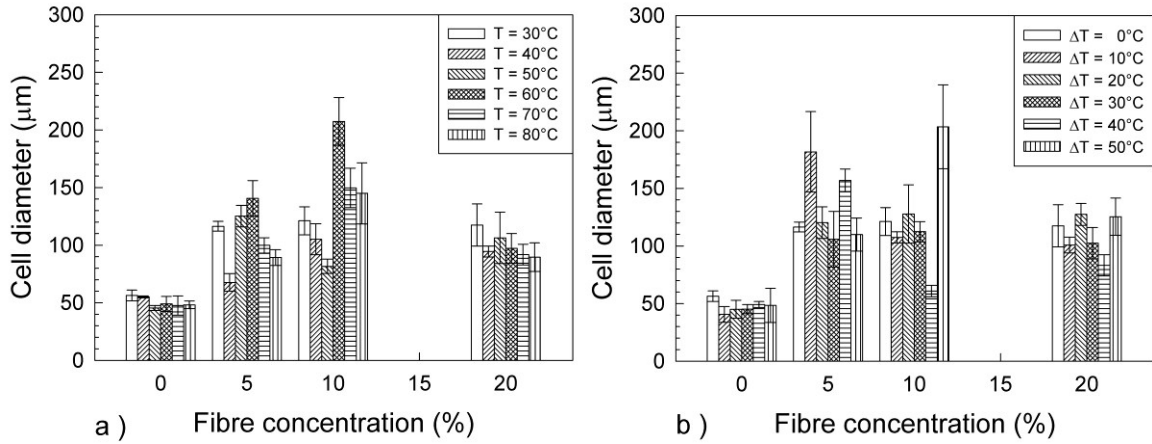 300
250
200
150
100
50
0
Cell diameter (μm)
T = 30°C
T = 40°C
T = 50°C
T = 60°C
T = 70°C
T = 80°C
0 5 10 15 20
a ) Fibre concentration (%)
300
250
200
150
100
50
0
Cell diameter (μm)
ΔT = 0°C
ΔT = 10°C
ΔT = 20°C
ΔT = 30°C
ΔT = 40°C
ΔT = 50°C
0 5 10 15 20
b ) Fibre concentration (%)